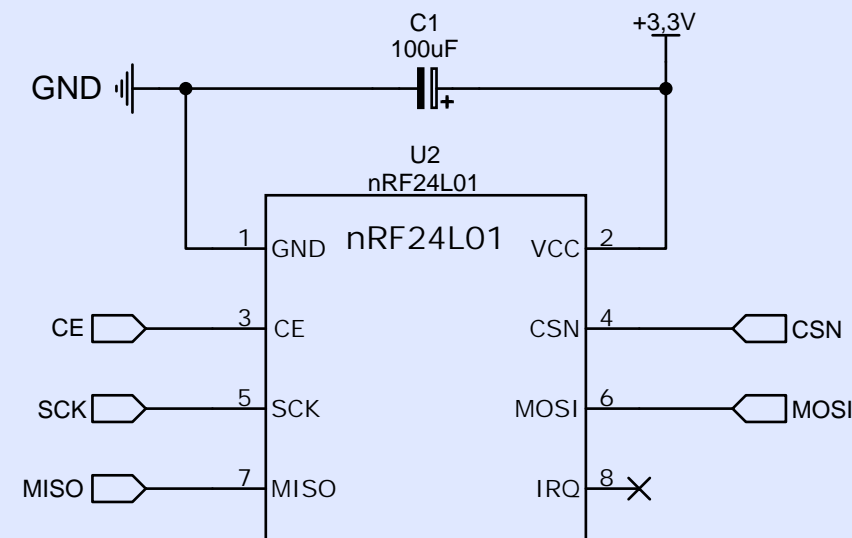 C1
100uF
+3,3V
GND
+
U2
nRF24L01
nRF24L01
1 GND
VCC 2
CE 3 CE
CSN 4 CSN
SCK 5 SCK
MOSI 6 MOSI
MISO 7 MISO
IRQ 8